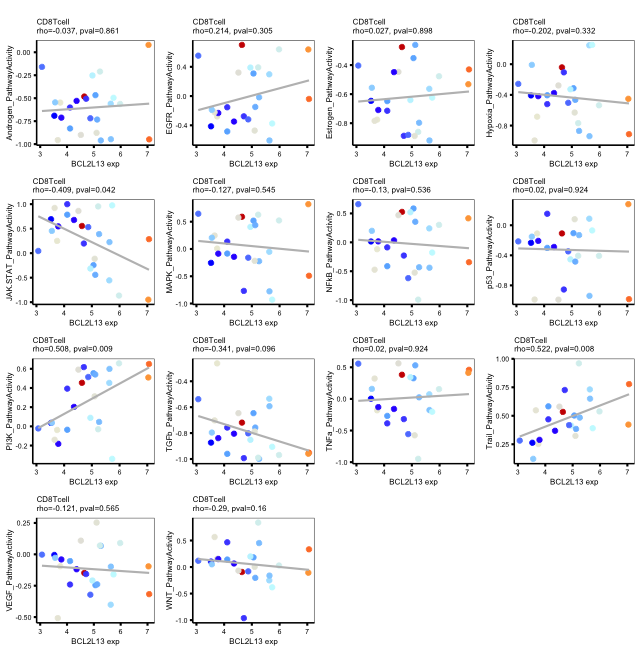 CD8Tcell
rho=-0.037, pval=0.861
CD8Tcell
rho=0.214, pval=0.305
CD8Tcell
rho=0.027, pval=0.898
CD8Tcell
rho=-0.202, pval=0.332
Androgen_PathwayActivity
0.00
-0.25
-0.50
-0.75
-1.00
3 4 5 6 7
BCL2L13 exp
EGFR_PathwayActivity
0.4
0.0
-0.4
3 4 5 6 7
BCL2L13 exp
Estrogen_PathwayActivity
-0.4
-0.6
-0.8
3 4 5 6 7
BCL2L13 exp
Hypoxia_PathwayActivity
0.0
-0.4
-0.8
3 4 5 6 7
BCL2L13 exp
CD8Tcell
rho=-0.409, pval=0.042
CD8Tcell
rho=-0.127, pval=0.545
CD8Tcell
rho=-0.13, pval=0.536
CD8Tcell
rho=0.02, pval=0.924
JAK.STAT_PathwayActivity
1.0
0.5
0.0
-0.5
-1.0
3 4 5 6 7
BCL2L13 exp
MAPK_PathwayActivity
0.5
0.0
-0.5
-1.0
3 4 5 6 7
BCL2L13 exp
NFkB_PathwayActivity
0.5
0.0
-0.5
-1.0
3 4 5 6 7
BCL2L13 exp
p53_PathwayActivity
0.4
0.0
-0.4
-0.8
3 4 5 6 7
BCL2L13 exp
CD8Tcell
rho=0.508, pval=0.009
CD8Tcell
rho=-0.341, pval=0.096
CD8Tcell
rho=0.02, pval=0.924
CD8Tcell
rho=0.522, pval=0.008
PI3K_PathwayActivity
0.6
0.4
0.2
0.0
-0.2
3 4 5 6 7
BCL2L13 exp
TGFb_PathwayActivity
-0.4
-0.6
-0.8
-1.0
3 4 5 6 7
BCL2L13 exp
TNFa_PathwayActivity
0.5
0.0
-0.5
-1.0
3 4 5 6 7
BCL2L13 exp
Trail_PathwayActivity
1.00
0.75
0.50
0.25
3 4 5 6 7
BCL2L13 exp
CD8Tcell
rho=-0.121, pval=0.565
CD8Tcell
rho=-0.29, pval=0.16
VEGF_PathwayActivity
0.25
0.00
-0.25
-0.50
3 4 5 6 7
BCL2L13 exp
WNT_PathwayActivity
0.5
0.0
-0.5
-1.0
3 4 5 6 7
BCL2L13 exp